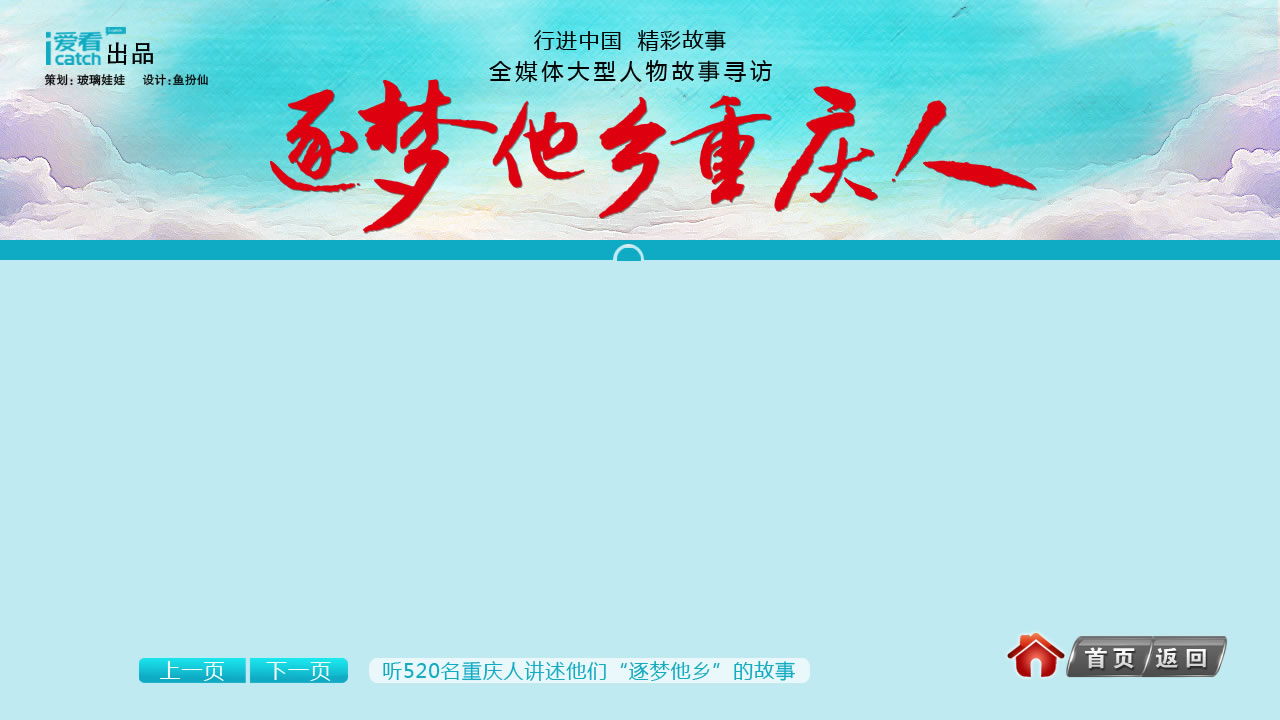 i爱看
catch 出品
策划:玻璃娃娃 设计:鱼扮仙
行进中国 精彩故事
全媒体大型人物故事寻访
逐梦他乡重庆人
上一页 下一页 听520名重庆人讲述他们“逐梦他乡”的故事
首页 返回